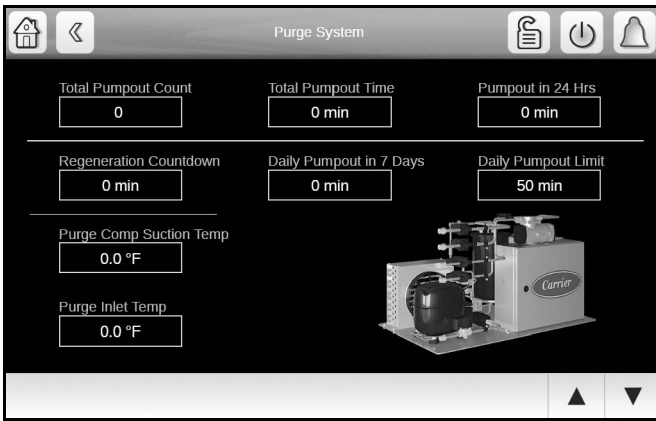 Purge System
Total Pumpout Count
Total Pumpout Time
Pumpout in 24 Hrs
0
0 min
0 min
Regeneration Countdown
Daily Pumpout in 7 Days
Daily Pumpout Limit
0 min
0 min
50 min
Purge Comp Suction Temp
0.0 °F
Carrier
Purge Inlet Temp
0.0 °F